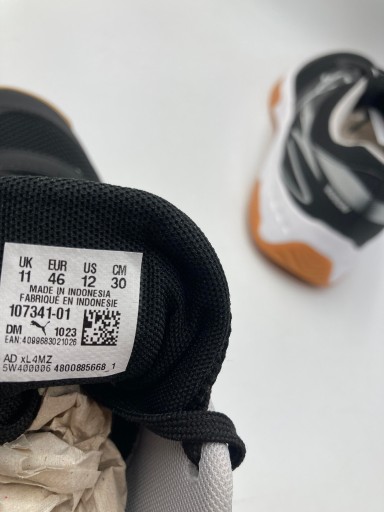 UK EUR US CM
11 46 12 30
MADE IN INDONESIA
FABRIQUÉ EN INDONESIE
107341-01
DM 1023
EAN: 4099683021026
AD xL4MZ
5W400006 4800885668_1